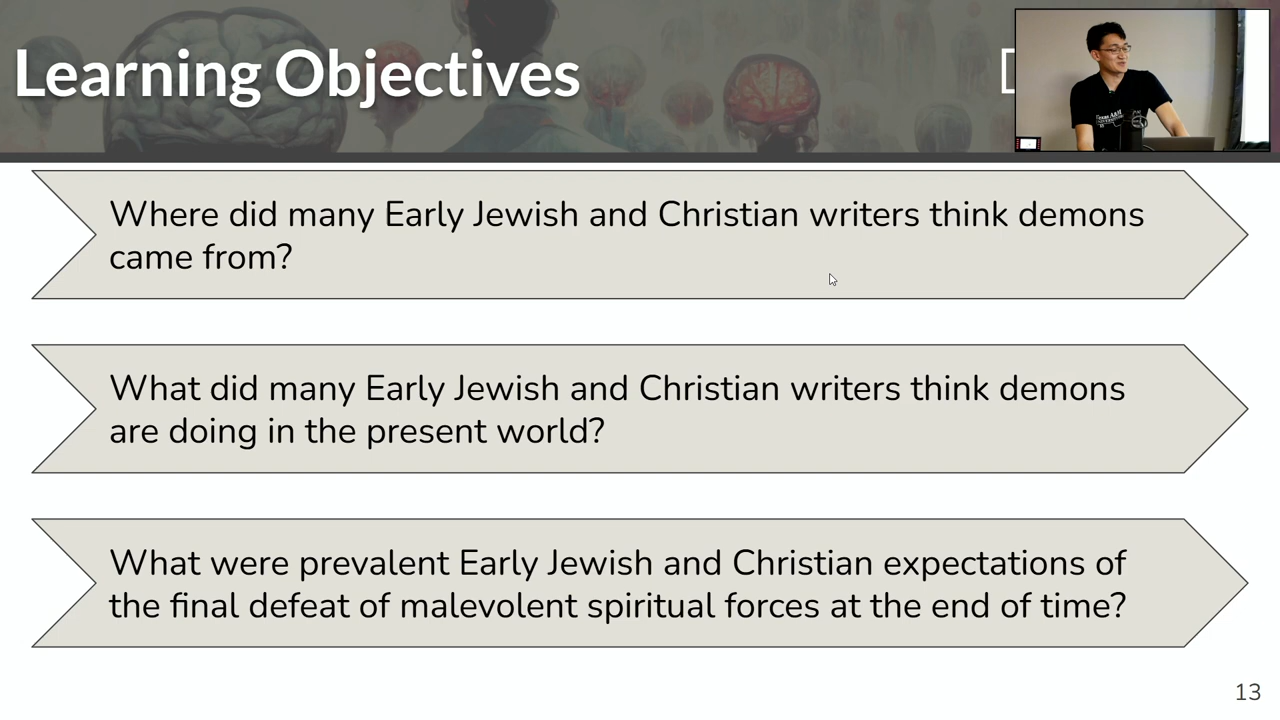 Learning Objectives
Where did many Early Jewish and Christian writers think demons
came from?
What did many Early Jewish and Christian writers think demons
are doing in the present world?
What were prevalent Early Jewish and Christian expectations of
the final defeat of malevolent spiritual forces at the end of time?
13